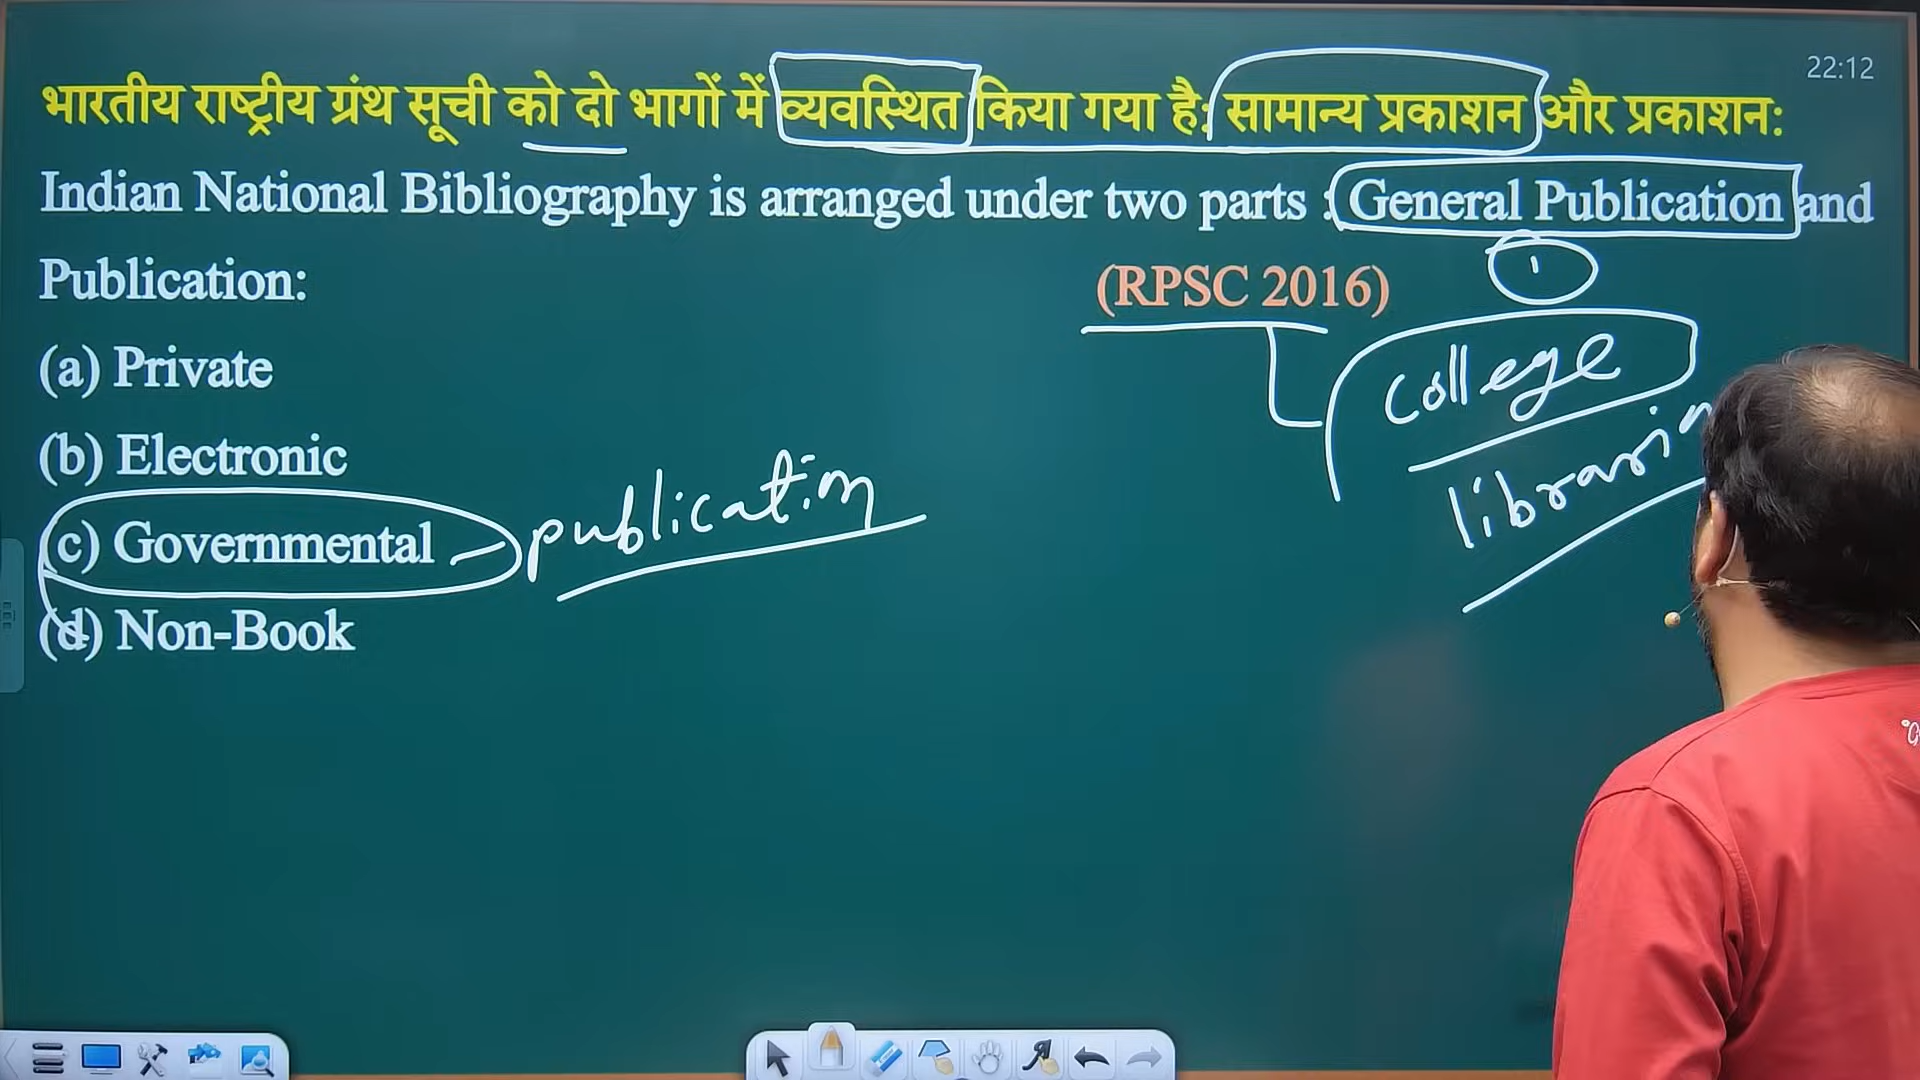 22:12
भारतीय राष्ट्रीय ग्रंथ सूची को दो भागों में व्यवस्थित किया गया है: सामान्य प्रकाशन और प्रकाशन:
Indian National Bibliography is arranged under two parts : General Publication and
Publication:
(RPSC 2016)
1
(a) Private
college
(b) Electronic
librarian
(c) Governmental – publication
(d) Non-Book